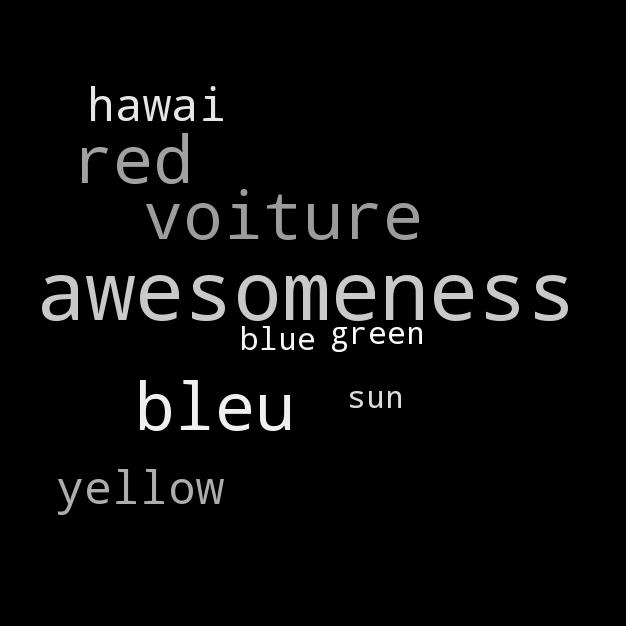 hawai
red
voiture
awesomeness
blue green
bleu sun
yellow